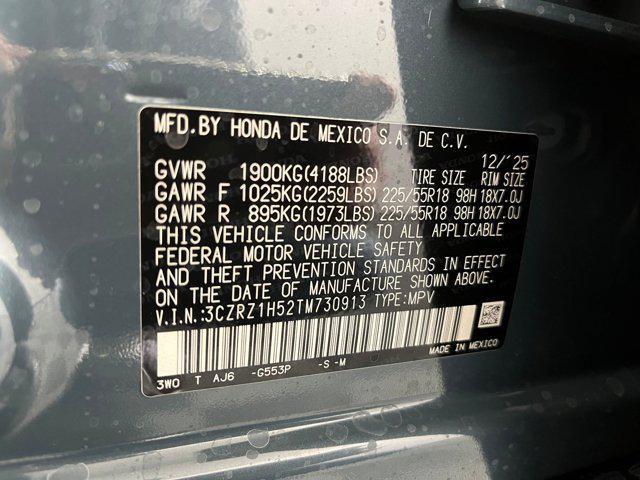 MFD.BY HONDA DE MEXICO S.A. DE C.V.
12/'25
GVWR 1900KG(4188LBS) TIRE SIZE RIM SIZE
GAWR F 1025KG(2259LBS) 225/55R18 98H 18X7.0J
GAWR R 895KG(1973LBS) 225/55R18 98H 18X7.0J
THIS VEHICLE CONFORMS TO ALL APPLICABLE
FEDERAL MOTOR VEHICLE SAFETY
AND THEFT PREVENTION STANDARDS IN EFFECT
ON THE DATE OF MANUFACTURE SHOWN ABOVE.
V.I.N.:3CZRZ1H52TM730913 TYPE:MPV
MADE IN MEXICO
3WO T AJ6 -G553P -S -M